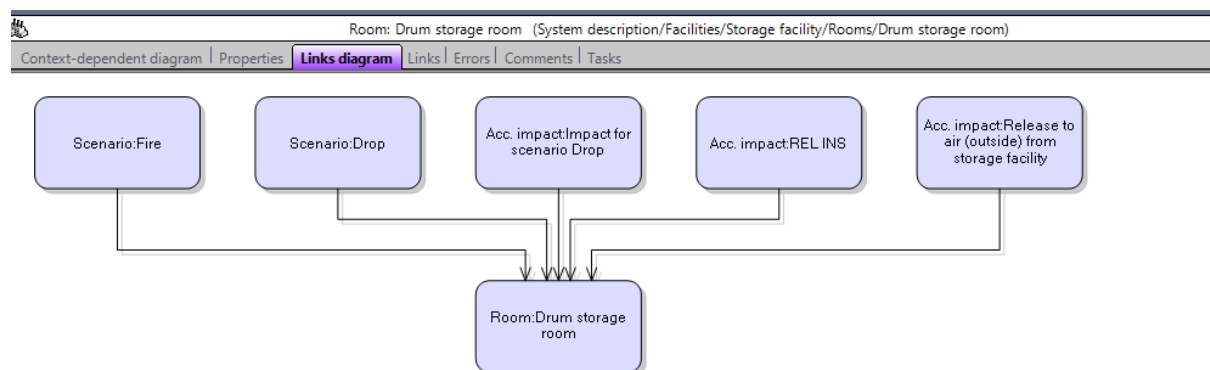 Room: Drum storage room (System description/Facilities/Storage facility/Rooms/Drum storage room)
Context-dependent diagram Properties Links diagram Links Errors Comments Tasks
Scenario:Fire
Scenario:Drop
Acc. impact:Impact for
scenario Drop
Acc. impact:REL INS
Acc. impact:Release to
air (outside) from
storage facility
Room:Drum storage
room